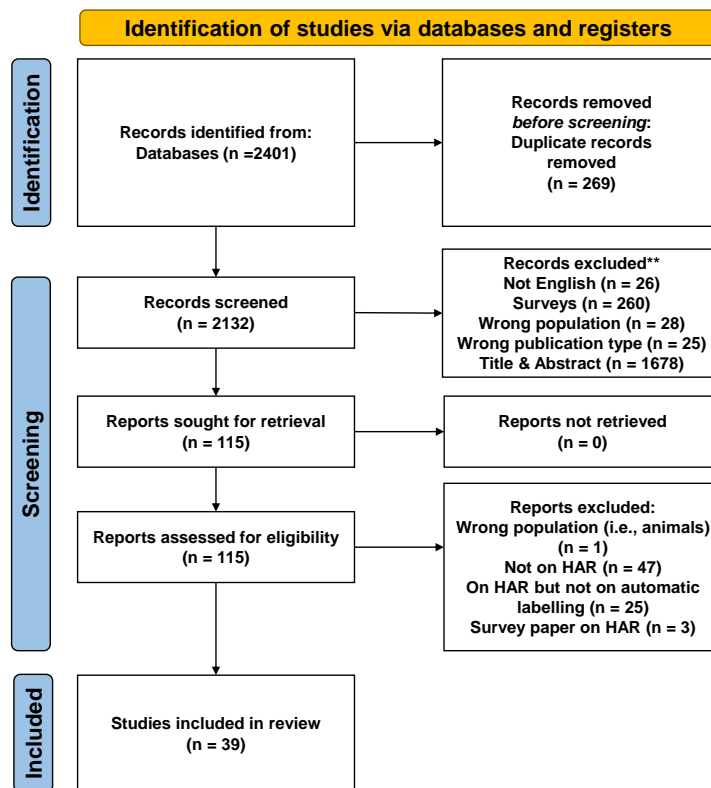 Identification of studies via databases and registers
Identification
Records identified from:
Databases (n =2401)
Records removed
before screening:
Duplicate records
removed
(n = 269)
Screening
Records screened
(n = 2132)
Records excluded**
Not English (n = 26)
Surveys (n = 260)
Wrong population (n = 28)
Wrong publication type (n = 25)
Title & Abstract (n = 1678)
Reports sought for retrieval
(n = 115)
Reports not retrieved
(n = 0)
Reports assessed for eligibility
(n = 115)
Reports excluded:
Wrong population (i.e., animals)
(n = 1)
Not on HAR (n = 47)
On HAR but not on automatic
labelling (n = 25)
Survey paper on HAR (n = 3)
Included
Studies included in review
(n = 39)